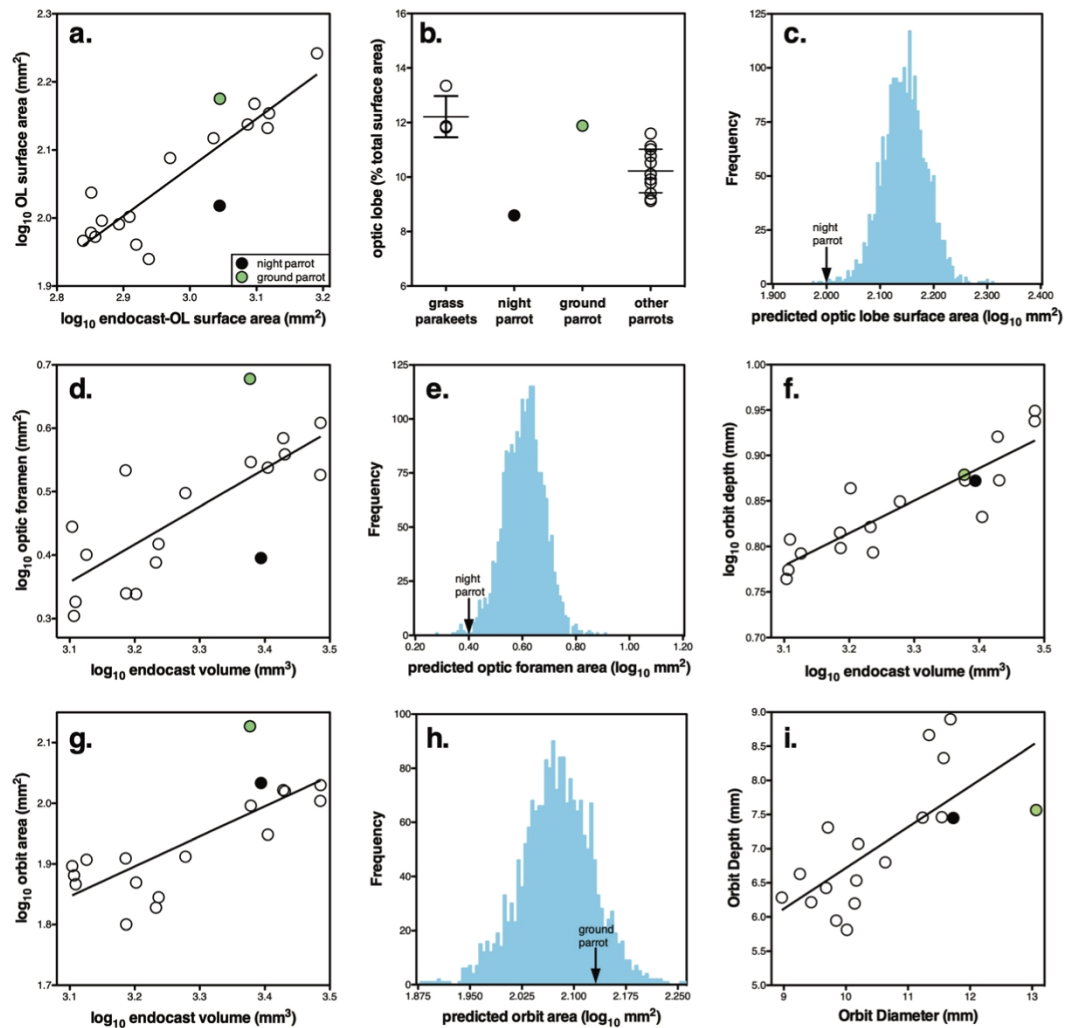 a.
log10 OL surface area (mm2)
2.3
2.2
2.1
2.0
1.9
2.8
2.9
3.0
3.1
3.2
log10 endocast-OL surface area (mm2)
night parrot
ground parrot
b.
optic lobe (% total surface area)
16
14
12
10
8
6
grass
parakeets
night
parrot
ground
parrot
other
parrots
c.
Frequency
125
100
75
50
25
0
night
parrot
1.900
2.000
2.100
2.200
2.300
2.400
predicted optic lobe surface area (log10 mm2)
d.
log10 optic foramen (mm2)
0.7
0.6
0.5
0.4
0.3
3.1
3.2
3.3
3.4
3.5
log10 endocast volume (mm3)
e.
Frequency
125
100
75
50
25
0
night
parrot
0.20
0.40
0.60
0.80
1.00
1.20
predicted optic foramen area (log10 mm2)
f.
log10 orbit depth (mm)
1.00
0.95
0.90
0.85
0.80
0.75
0.70
3.1
3.2
3.3
3.4
3.5
log10 endocast volume (mm3)
g.
log10 orbit area (mm2)
2.1
2.0
1.9
1.8
1.7
3.1
3.2
3.3
3.4
3.5
log10 endocast volume (mm3)
h.
Frequency
100
80
60
40
20
0
ground
parrot
1.875
1.950
2.025
2.100
2.175
2.250
predicted orbit area (log10 mm2)
i.
Orbit Depth (mm)
9.0
8.5
8.0
7.5
7.0
6.5
6.0
5.5
5.0
9
10
11
12
13
Orbit Diameter (mm)